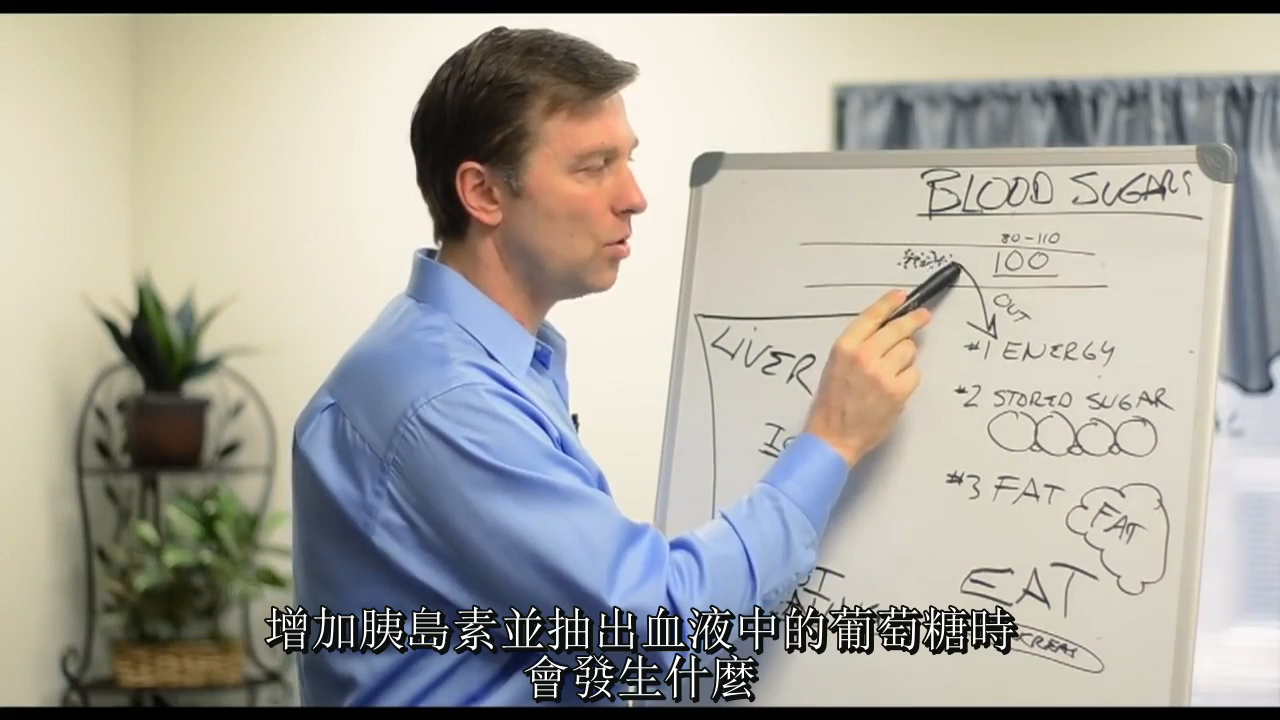 BLOOD SUGARS
80-110
100
OUT
LIVER
#1 ENERGY
#2 STORED SUGAR
#3 FAT
FAT
EAT
增加胰島素並抽出血液中的葡萄糖時
會發生什麼